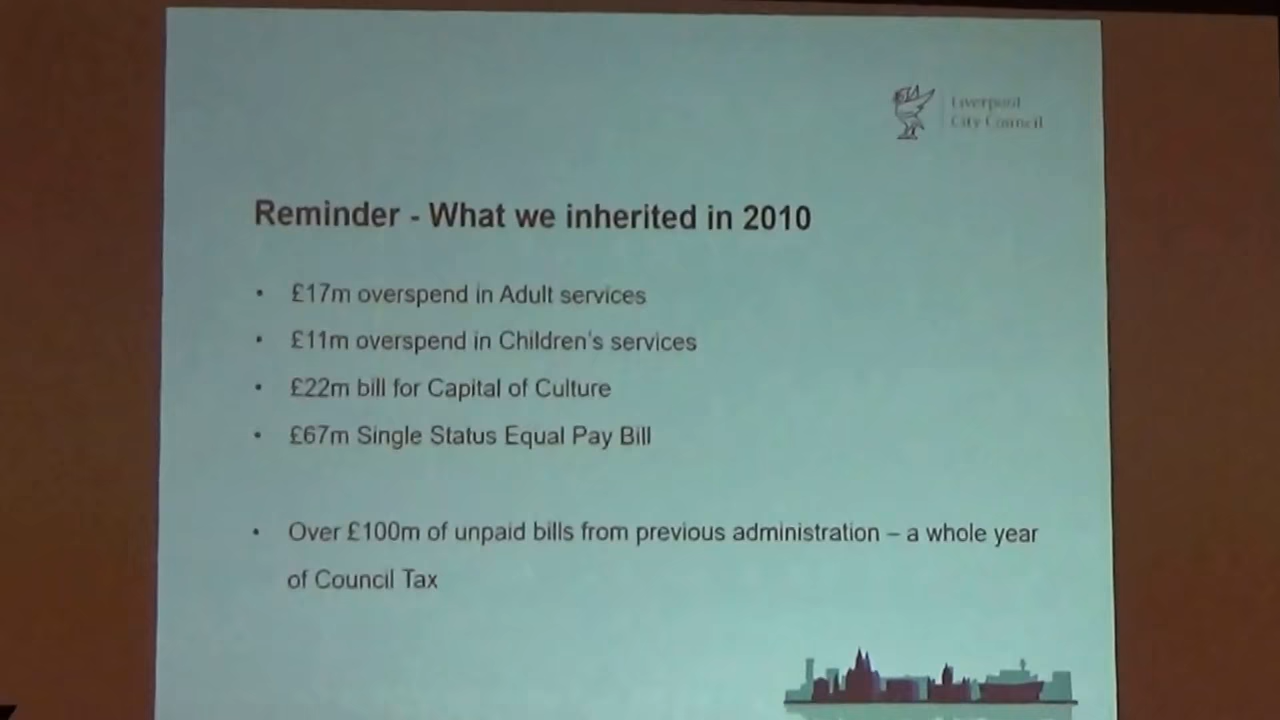 Liverpool
City Council
Reminder - What we inherited in 2010
• £17m overspend in Adult services
• £11m overspend in Children's services
• £22m bill for Capital of Culture
• £67m Single Status Equal Pay Bill
• Over £100m of unpaid bills from previous administration – a whole year
of Council Tax